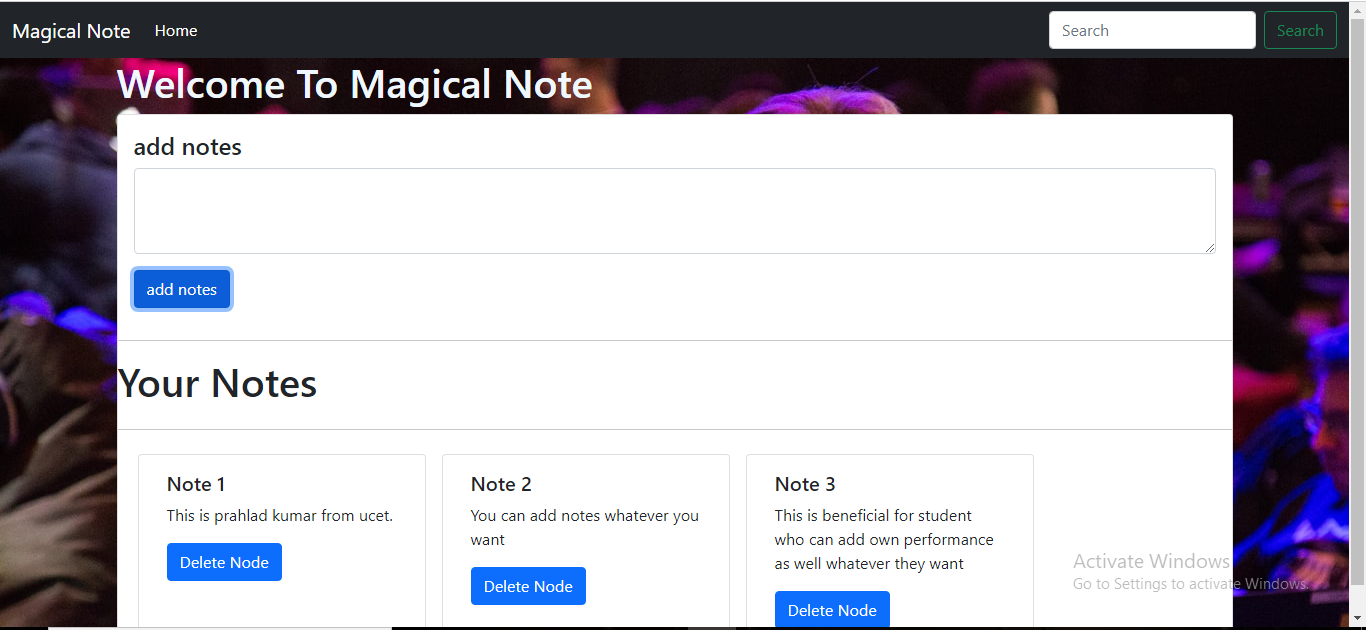 Magical Note Home Search Search
Welcome To Magical Note
add notes
add notes
Your Notes
Note 1
This is prahlad kumar from ucet.
Delete Node
Note 2
You can add notes whatever you
want
Delete Node
Note 3
This is beneficial for student
who can add own performance
as well whatever they want
Delete Node
Activate Windows
Go to Settings to activate Windows.